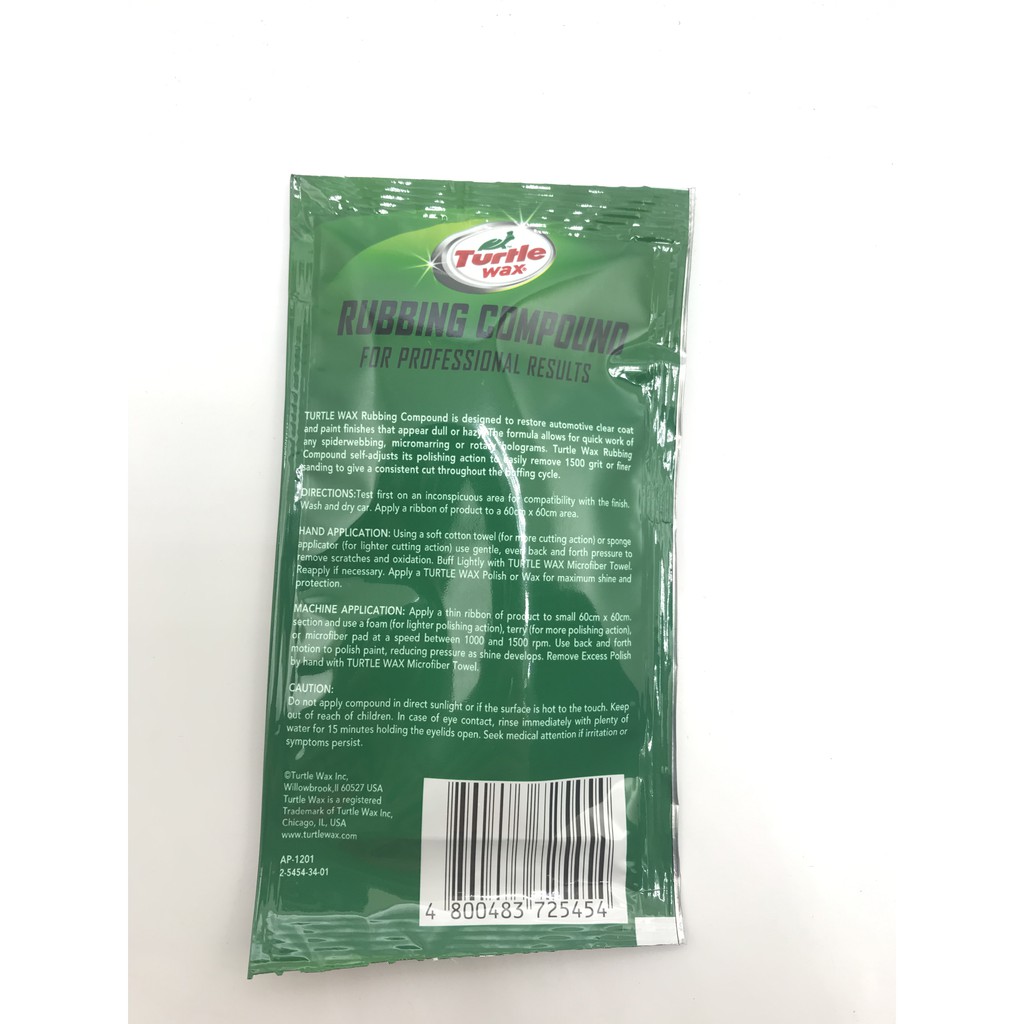 Turtle
wax®
RUBBING COMPOUND
FOR PROFESSIONAL RESULTS
TURTLE WAX Rubbing Compound is designed to restore automotive clear coat
and paint finishes that appear dull or hazy. The formula allows for quick work of
any spiderwebbing, micromarring or rotary holograms. Turtle Wax Rubbing
Compound self-adjusts its polishing action to easily remove 1500 grit or finer
sanding to give a consistent cut throughout the buffing cycle.
DIRECTIONS:Test first on an inconspicuous area for compatibility with the finish.
Wash and dry car. Apply a ribbon of product to a 60cm x 60cm area.
HAND APPLICATION: Using a soft cotton towel (for more cutting action) or sponge
applicator (for lighter cutting action) use gentle, even back and forth pressure to
remove scratches and oxidation. Buff Lightly with TURTLE WAX Microfiber Towel.
Reapply if necessary. Apply a TURTLE WAX Polish or Wax for maximum shine and
protection.
MACHINE APPLICATION: Apply a thin ribbon of product to small 60cm x 60cm.
section and use a foam (for lighter polishing action), terry (for more polishing action),
or microfiber pad at a speed between 1000 and 1500 rpm. Use back and forth
motion to polish paint, reducing pressure as shine develops. Remove Excess Polish
by hand with TURTLE WAX Microfiber Towel.
CAUTION:
Do not apply compound in direct sunlight or if the surface is hot to the touch. Keep
out of reach of children. In case of eye contact, rinse immediately with plenty of
water for 15 minutes holding the eyelids open. Seek medical attention if irritation or
symptoms persist.
©Turtle Wax Inc,
Willowbrook,Il 60527 USA
Turtle Wax is a registered
Trademark of Turtle Wax Inc,
Chicago, IL, USA
www.turtlewax.com
AP-1201
2-5454-34-01
4 800483 725454